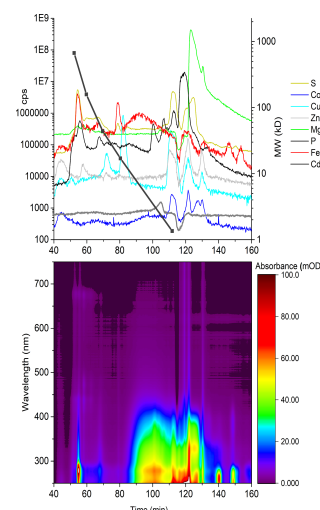 1E9
1E8
1E7
1000000
100000
10000
1000
100
cps
1000
100
10
1
MW (kD)
40 60 80 100 120 140 160
S
Co
Cu
Zn
Mg
P
Fe
Cd
Absorbance (mOD
700
600
500
400
300
Wavelength (nm)
100.0
80.00
60.00
40.00
20.00
0.000
40 60 80 100 120 140 160
Time (min)